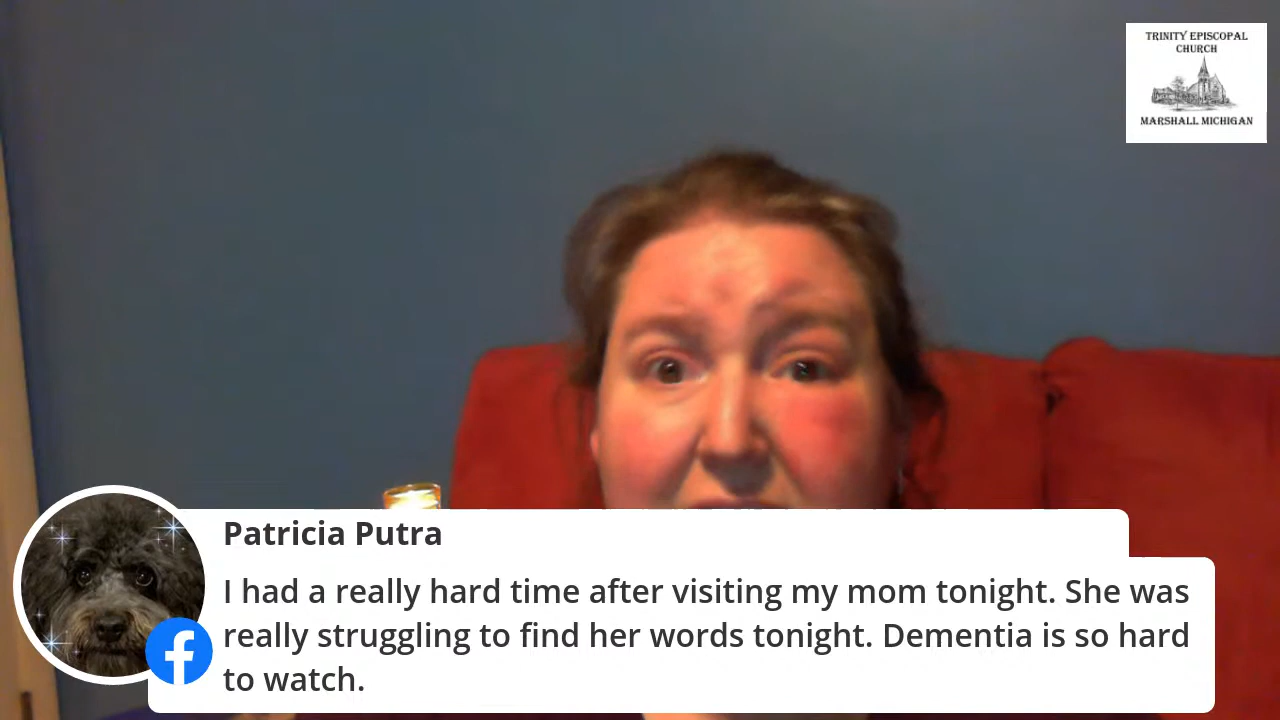 TRINITY EPISCOPAL
CHURCH
MARSHALL MICHIGAN
Patricia Putra
I had a really hard time after visiting my mom tonight. She was
really struggling to find her words tonight. Dementia is so hard
to watch.